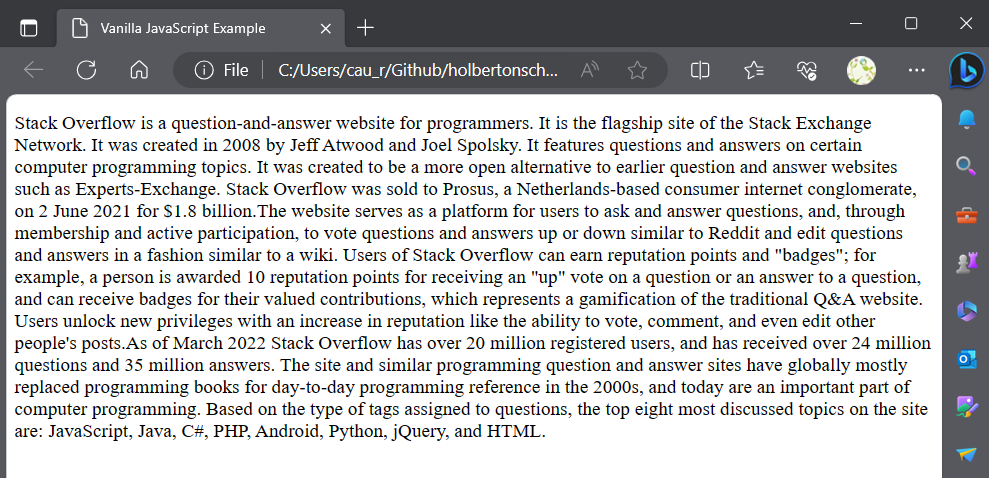 Vanilla JavaScript Example
File
C:/Users/cau_r/Github/holbertonsch...
Stack Overflow is a question-and-answer website for programmers. It is the flagship site of the Stack Exchange
Network. It was created in 2008 by Jeff Atwood and Joel Spolsky. It features questions and answers on certain
computer programming topics. It was created to be a more open alternative to earlier question and answer websites
such as Experts-Exchange. Stack Overflow was sold to Prosus, a Netherlands-based consumer internet conglomerate,
on 2 June 2021 for $1.8 billion.The website serves as a platform for users to ask and answer questions, and, through
membership and active participation, to vote questions and answers up or down similar to Reddit and edit questions
and answers in a fashion similar to a wiki. Users of Stack Overflow can earn reputation points and "badges"; for
example, a person is awarded 10 reputation points for receiving an "up" vote on a question or an answer to a question,
and can receive badges for their valued contributions, which represents a gamification of the traditional Q&A website.
Users unlock new privileges with an increase in reputation like the ability to vote, comment, and even edit other
people's posts.As of March 2022 Stack Overflow has over 20 million registered users, and has received over 24 million
questions and 35 million answers. The site and similar programming question and answer sites have globally mostly
replaced programming books for day-to-day programming reference in the 2000s, and today are an important part of
computer programming. Based on the type of tags assigned to questions, the top eight most discussed topics on the site
are: JavaScript, Java, C#, PHP, Android, Python, jQuery, and HTML.